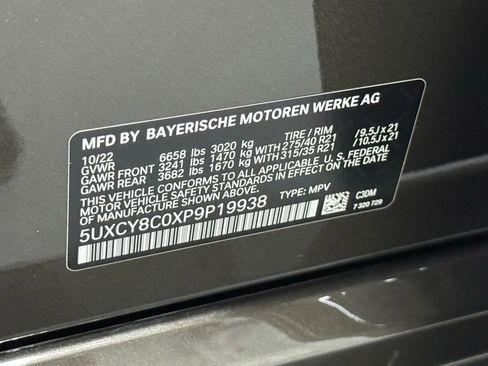 MFD BY BAYERISCHE MOTOREN WERKE AG
10/22 TIRE / RIM
GVWR 6658 lbs 3020 kg
GAWR FRONT 3241 lbs 1470 kg WITH 275/40 R21 / 9.5J x 21
GAWR REAR 3682 lbs 1670 kg WITH 315/35 R21 / 10.5J x 21
THIS VEHICLE CONFORMS TO ALL APPLICABLE U.S. FEDERAL
MOTOR VEHICLE SAFETY STANDARDS IN EFFECT ON THE
DATE OF MANUFACTURE SHOWN ABOVE.
5UXCY8C0XP9P19938 TYPE: MPV C3DM
7 320 729